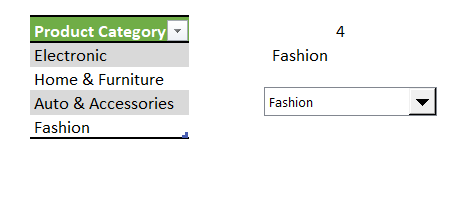 Product Category
4
Electronic
Fashion
Home & Furniture
Auto & Accessories
Fashion
Fashion